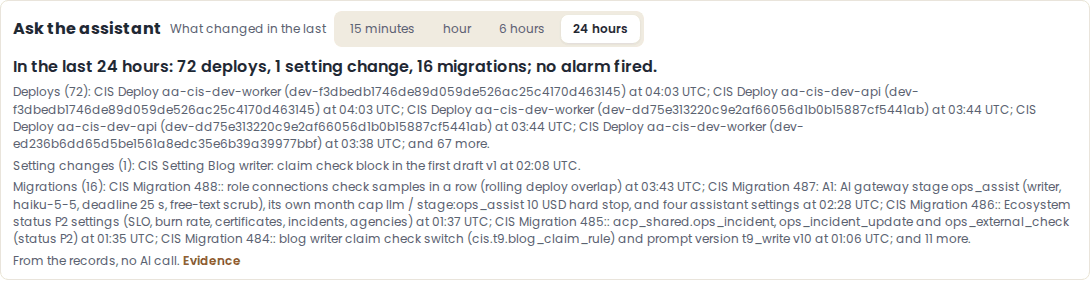 Ask the assistant What changed in the last 15 minutes hour 6 hours 24 hours
In the last 24 hours: 72 deploys, 1 setting change, 16 migrations; no alarm fired.
Deploys (72): CIS Deploy aa-cis-dev-worker (dev-f3dbedb1746de89d059de526ac25c4170d463145) at 04:03 UTC; CIS Deploy aa-cis-dev-api (dev-
f3dbedb1746de89d059de526ac25c4170d463145) at 04:03 UTC; CIS Deploy aa-cis-dev-worker (dev-dd75e313220c9e2af66056d1b0b15887cf5441ab) at 03:44 UTC; CIS
Deploy aa-cis-dev-api (dev-dd75e313220c9e2af66056d1b0b15887cf5441ab) at 03:44 UTC; CIS Deploy aa-cis-dev-worker (dev-
ed236b6dd65d5be1561a8edc35e6b39a39977bbf) at 03:38 UTC; and 67 more.
Setting changes (1): CIS Setting Blog writer: claim check block in the first draft v1 at 02:08 UTC.
Migrations (16): CIS Migration 488:: role connections check samples in a row (rolling deploy overlap) at 03:43 UTC; CIS Migration 487: A1: AI gateway stage ops_assist (writer,
haiku-5-5, deadline 25 s, free-text scrub), its own month cap llm / stage:ops_assist 10 USD hard stop, and four assistant settings at 02:28 UTC; CIS Migration 486:: Ecosystem
status P2 settings (SLO, burn rate, certificates, incidents, agencies) at 01:37 UTC; CIS Migration 485:: acp_shared.ops_incident, ops_incident_update and ops_external_check
(status P2) at 01:35 UTC; CIS Migration 484:: blog writer claim check switch (cis.t9.blog_claim_rule) and prompt version t9_write v10 at 01:06 UTC; and 11 more.
From the records, no AI call. Evidence